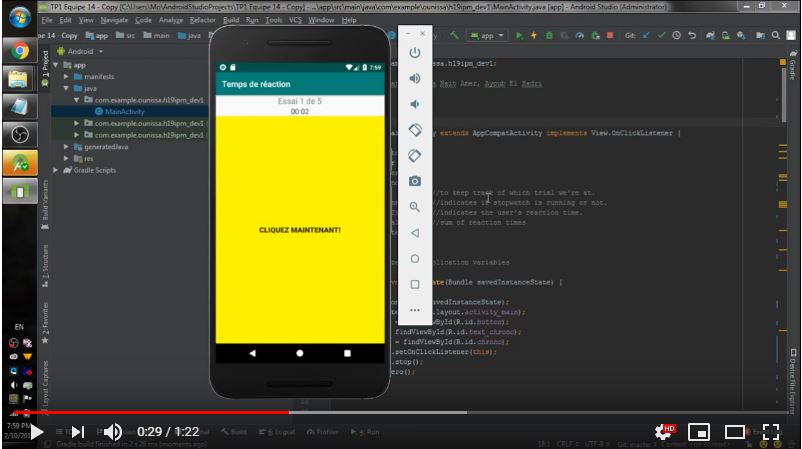 TP1 Equipe 14 - Copy [C:\Users\Mo\AndroidStudioProjects\TP1 Equipe 14 - Copy] - ...\app\src\main\java\com\example\ounissa\h19ipm_dev1\MainActivity.java [app] - Android Studio (Administrator)
File Edit View Navigate Code Analyze Refactor Build Run Tools VCS Window Help
pe 14 - Copy app src main java com
app
Git:
Android
1: Project
Gradle
app
manifests
java
com.example.ounissa.h19ipm_dev1
MainActivity
com.example.ounissa.h19ipm_dev1
com.example.ounissa.h19ipm_dev1
generatedJava
res
Gradle Scripts
7:59
Temps de réaction
Essai 1 de 5
00:02
CLIQUEZ MAINTENANT!
issa.h19ipm_dev1;
Nait Amer, Ayoub El
extends AppCompatActivity implements View.OnClickListener {
//to keep track of which trial we're at.
//indicates if stopwatch is running or not.
//indicates the user's reaction time.
//sum of reaction times
plication variables
ate(Bundle savedInstanceState) {
avedInstanceState);
.layout.activity_main);
ViewById(R.id.button);
findViewById(R.id.text_chrono);
= findViewById(R.id.chrono);
.setOnClickListener(this);
.stop();
ero();
Build Variants
7: Structure
2: Favorites
Layout Captures
Device File Explorer
EN
7:59 PM
0:29 / 1:22
HD
Build
6: Logcat
Profiler
4: Run
Gradle build finished in 2 s 26 ms (moments ago)
18:1 CRLF UTF-8 Git: master